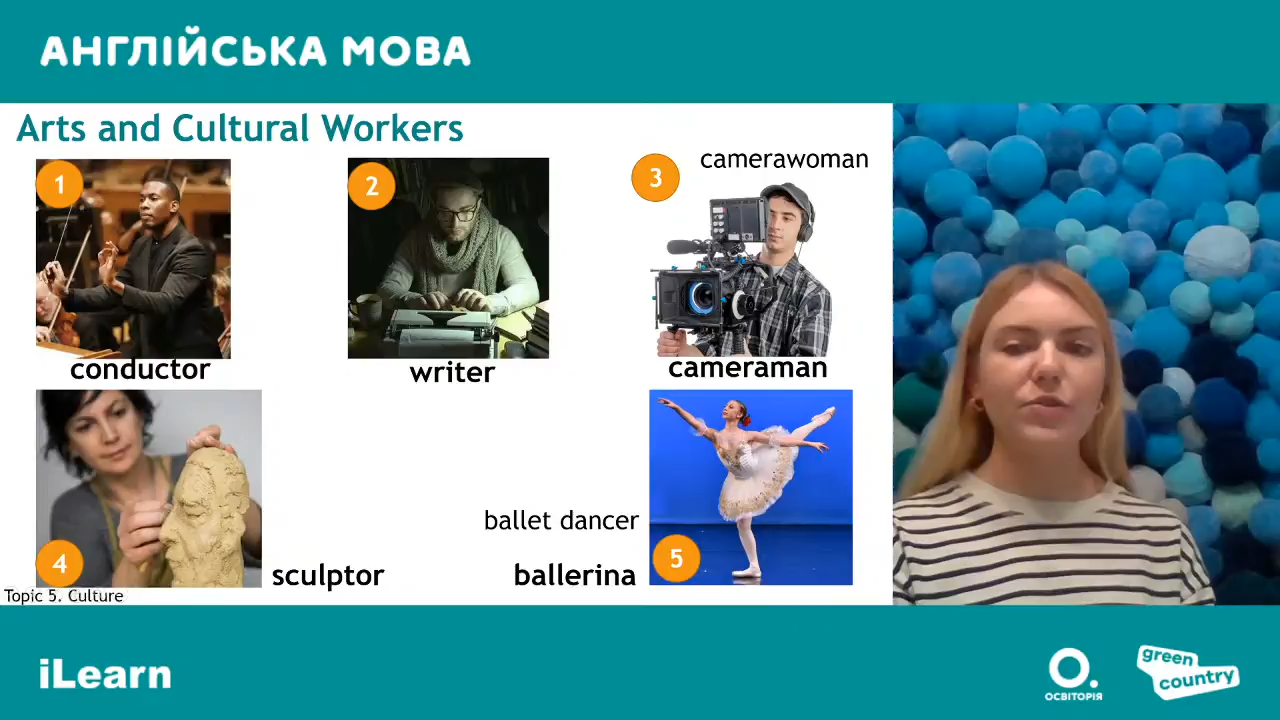 АНГЛІЙСЬКА МОВА
Arts and Cultural Workers
1
2
3
camerawoman
conductor
writer
cameraman
4
sculptor
ballet dancer
ballerina
5
Topic 5. Culture
iLearn
О.
ОСВІТОРІЯ
green
country